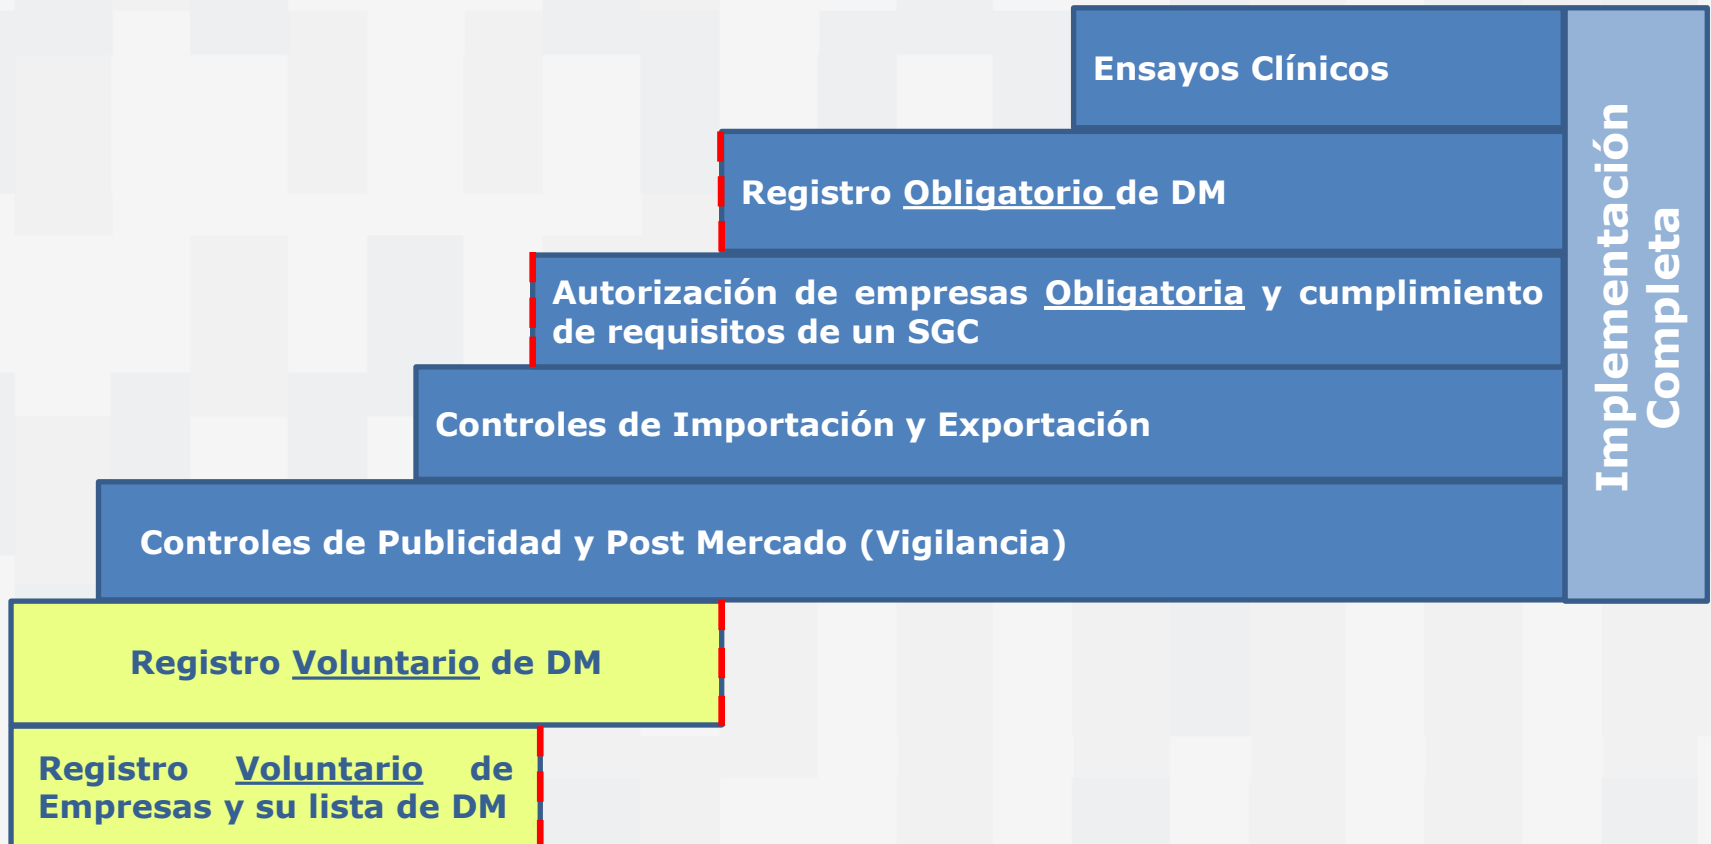 Ensayos Clínicos
Registro Obligatorio de DM
Autorización de empresas Obligatoria y cumplimiento
de requisitos de un SGC
Controles de Importación y Exportación
Controles de Publicidad y Post Mercado (Vigilancia)
Registro Voluntario de DM
Registro Voluntario de
Empresas y su lista de DM
Implementación
Completa